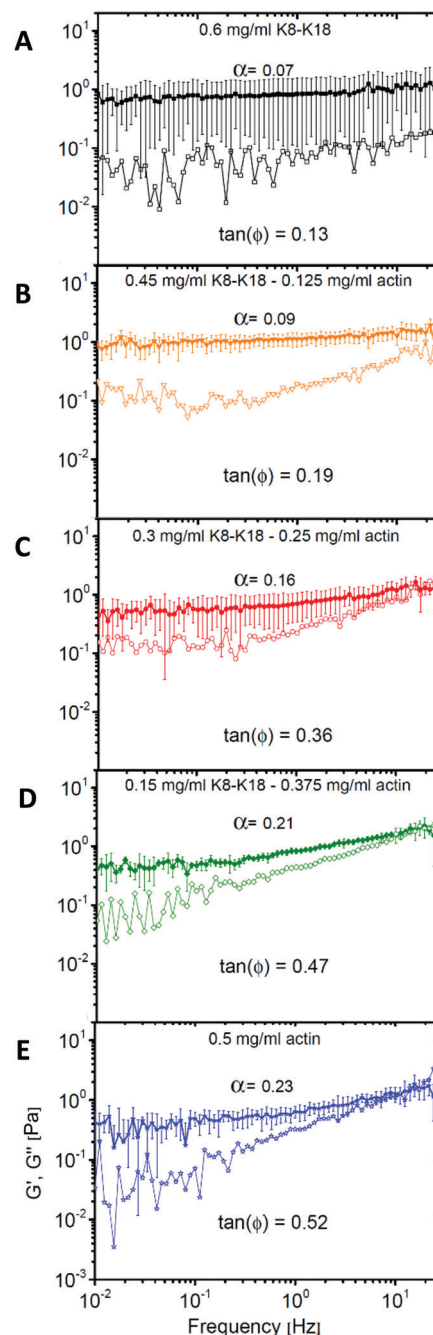 A
0.6 mg/ml K8-K18
10¹
α = 0.07
10⁰
10⁻¹
10⁻²
tan(ϕ) = 0.13
B
0.45 mg/ml K8-K18 - 0.125 mg/ml actin
10¹
α = 0.09
10⁰
10⁻¹
10⁻²
tan(ϕ) = 0.19
C
0.3 mg/ml K8-K18 - 0.25 mg/ml actin
10¹
α = 0.16
10⁰
10⁻¹
10⁻²
tan(ϕ) = 0.36
D
0.15 mg/ml K8-K18 - 0.375 mg/ml actin
10¹
α = 0.21
10⁰
10⁻¹
10⁻²
tan(ϕ) = 0.47
E
0.5 mg/ml actin
10¹
α = 0.23
10⁰
10⁻¹
10⁻²
tan(ϕ) = 0.52
10⁻³
G', G'' [Pa]
10⁻² 10⁻¹ 10⁰ 10¹
Frequency [Hz]